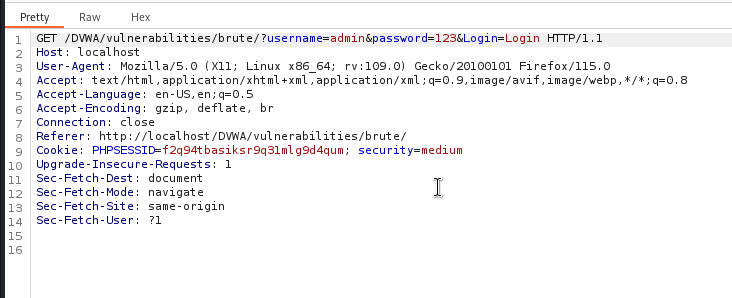 Pretty Raw Hex
1 GET /DVWA/vulnerabilities/brute/?username=admin&password=123&Login=Login HTTP/1.1
2 Host: localhost
3 User-Agent: Mozilla/5.0 (X11; Linux x86_64; rv:109.0) Gecko/20100101 Firefox/115.0
4 Accept: text/html,application/xhtml+xml,application/xml;q=0.9,image/avif,image/webp,*/*;q=0.8
5 Accept-Language: en-US,en;q=0.5
6 Accept-Encoding: gzip, deflate, br
7 Connection: close
8 Referer: http://localhost/DVWA/vulnerabilities/brute/
9 Cookie: PHPSESSID=f2q94tbasiksr9q31mlg9d4qum; security=medium
10 Upgrade-Insecure-Requests: 1
11 Sec-Fetch-Dest: document
12 Sec-Fetch-Mode: navigate
13 Sec-Fetch-Site: same-origin
14 Sec-Fetch-User: ?1
15
16